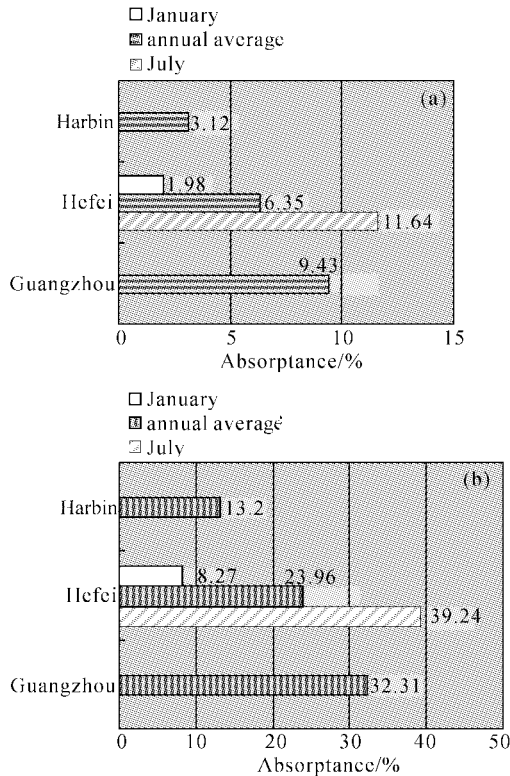 January
annual average
July
(a)
Harbin
3.12
1.98
Hefei
6.35
11.64
9.43
Guangzhou
0 5 10 15
Absorptance/%
January
annual average
July
(b)
Harbin
13.2
8.27 23.96
Hefei
39.24
Guangzhou
32.31
0 10 20 30 40 50
Absorptance/%